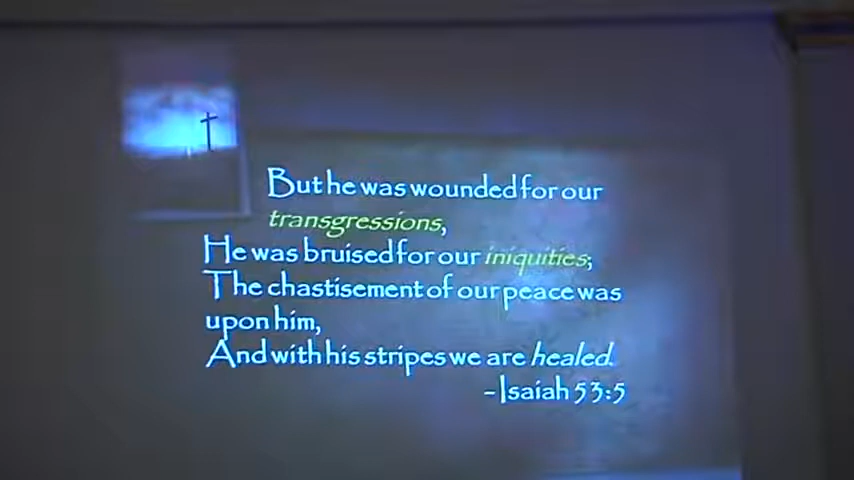 But he was wounded for our
transgressions,
He was bruised for our iniquities;
The chastisement of our peace was
upon him,
And with his stripes we are healed.
-Isaiah 53:5